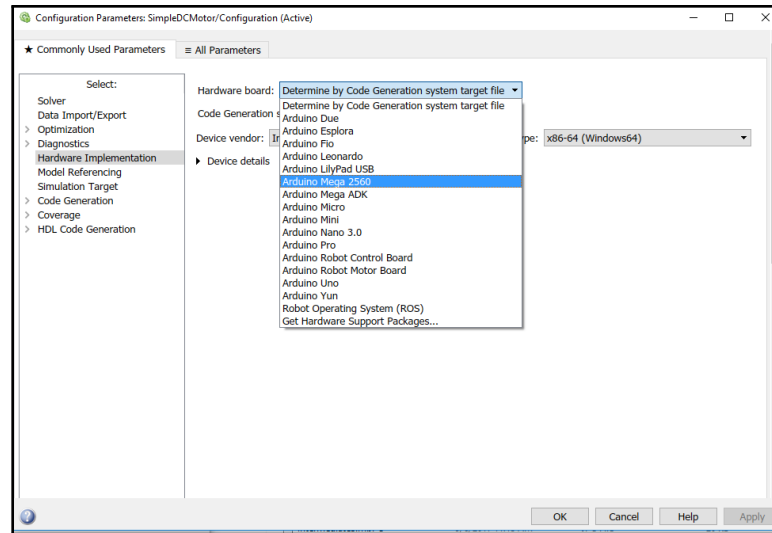 Configuration Parameters: SimpleDCMotor/Configuration (Active)
★ Commonly Used Parameters
≡ All Parameters
Select:
Solver
Data Import/Export
Optimization
Diagnostics
Hardware Implementation
Model Referencing
Simulation Target
Code Generation
Coverage
HDL Code Generation
Hardware board: Determine by Code Generation system target file
Code Generation
Device vendor:
x86-64 (Windows64)
Device details
Determine by Code Generation system target file
Arduino Due
Arduino Esplora
Arduino Fio
Arduino Leonardo
Arduino LilyPad USB
Arduino Mega 2560
Arduino Mega ADK
Arduino Micro
Arduino Mini
Arduino Nano 3.0
Arduino Pro
Arduino Robot Control Board
Arduino Robot Motor Board
Arduino Uno
Arduino Yun
Robot Operating System (ROS)
Get Hardware Support Packages...
OK Cancel Help Apply